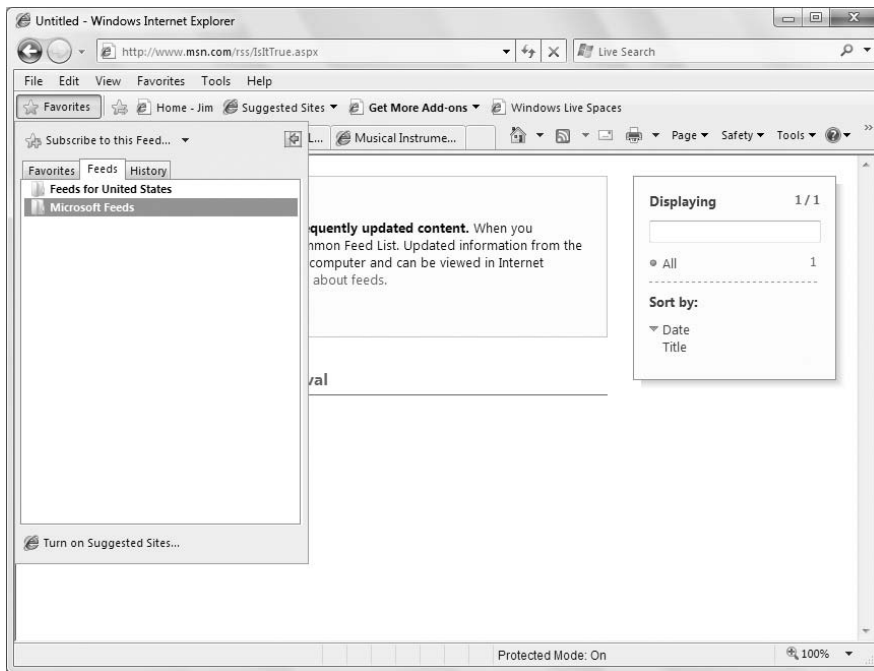 Untitled - Windows Internet Explorer
http://www.msn.com/rss/IsItTrue.aspx
Live Search
File Edit View Favorites Tools Help
Favorites Home - Jim Suggested Sites Get More Add-ons Windows Live Spaces
Subscribe to this Feed... L... Musical Instrume... Page Safety Tools »
Favorites Feeds History
Feeds for United States
Microsoft Feeds
quently updated content. When you
mmon Feed List. Updated information from the
computer and can be viewed in Internet
about feeds.
val
Displaying 1 / 1
All 1
Sort by:
Date
Title
Turn on Suggested Sites...
Protected Mode: On 100%